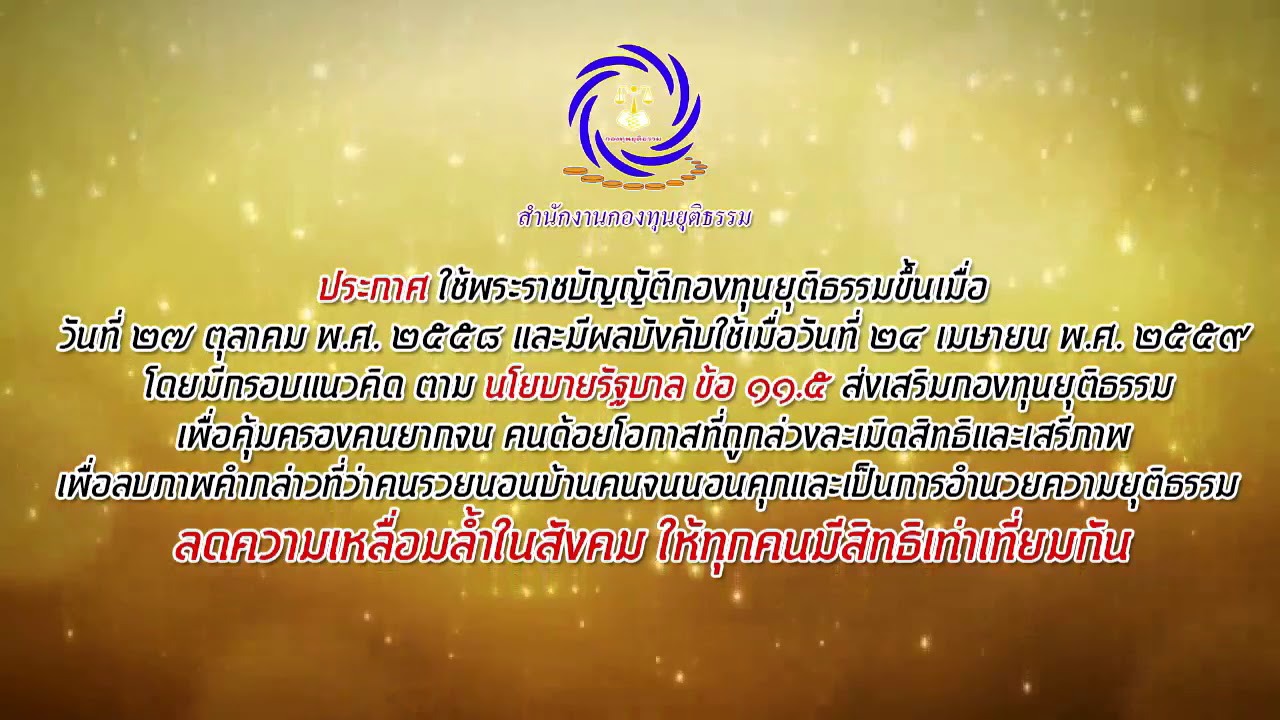 กองทุนยุติธรรม
สำนักงานกองทุนยุติธรรม
ประกาศ ใช้พระราชบัญญัติกองทุนยุติธรรมขึ้นเมื่อ
วันที่ ๒๗ ตุลาคม พ.ศ. ๒๕๕๘ และมีผลบังคับใช้เมื่อวันที่ ๒๔ เมษายน พ.ศ. ๒๕๕๙
โดยมีกรอบแนวคิด ตาม นโยบายรัฐบาล ข้อ ๑๑.๕ ส่งเสริมกองทุนยุติธรรม
เพื่อคุ้มครองคนยากจน คนด้อยโอกาสที่ถูกล่วงละเมิดสิทธิและเสรีภาพ
เพื่อลบภาพคำกล่าวที่ว่าคนรวยนอนบ้านคนจนนอนคุกและเป็นการอำนวยความยุติธรรม
ลดความเหลื่อมล้ำในสังคม ให้ทุกคนมีสิทธิเท่าเทียมกัน